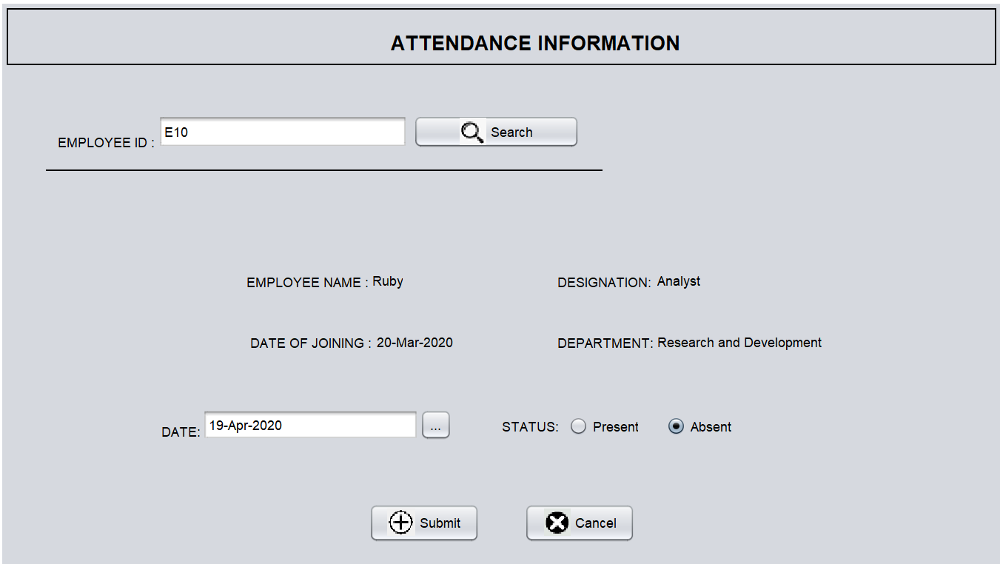 ATTENDANCE INFORMATION
EMPLOYEE ID : E10 Search
EMPLOYEE NAME : Ruby DESIGNATION: Analyst
DATE OF JOINING : 20-Mar-2020 DEPARTMENT: Research and Development
DATE: 19-Apr-2020 ... STATUS: Present Absent
Submit Cancel